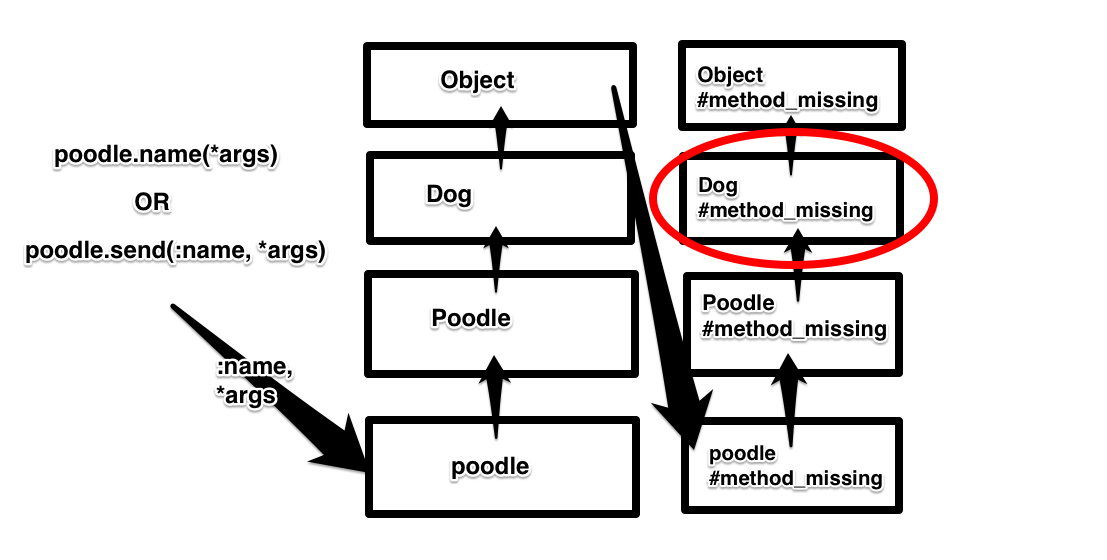 poodle.name(*args)
OR
poodle.send(:name, *args)
:name,
*args
Object
Dog
Poodle
poodle
Object
#method_missing
Dog
#method_missing
Poodle
#method_missing
poodle
#method_missing